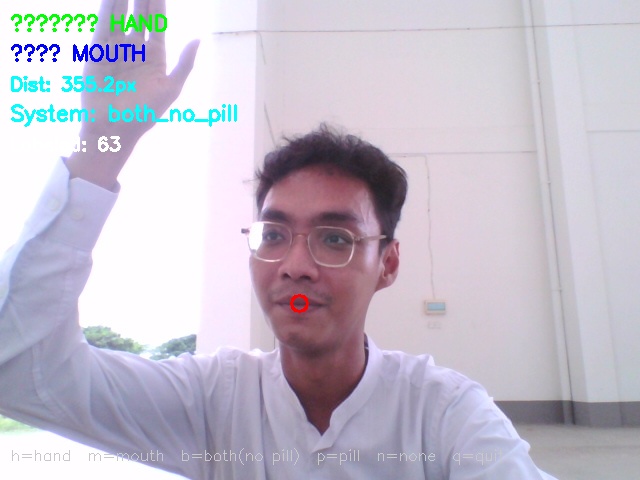 ??????? HAND
???? MOUTH
Dist: 355.2px
System: both_no_pill
d: 63
h=hand m=mouth b=both(no pill) p=pill n=none q=quit